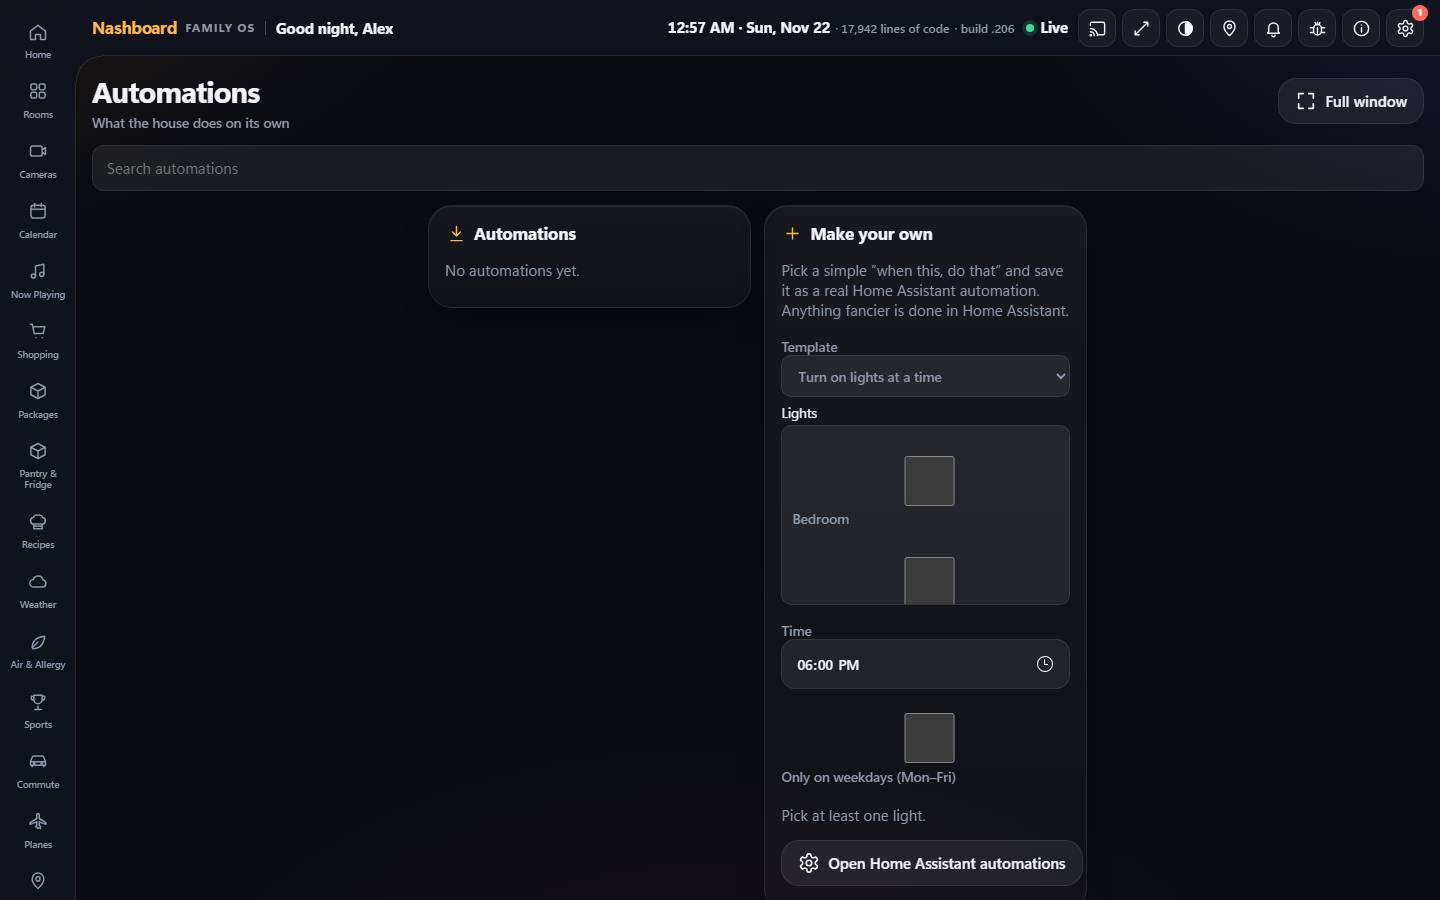 Nashboard FAMILY OS Good night, Alex
12:57 AM · Sun, Nov 22 · 17,942 lines of code · build .206 Live
1
Home
Rooms
Cameras
Calendar
Now Playing
Shopping
Packages
Pantry &
Fridge
Recipes
Weather
Air & Allergy
Sports
Commute
Planes
Automations
What the house does on its own
Full window
Search automations
Automations
No automations yet.
Make your own
Pick a simple “when this, do that” and save
it as a real Home Assistant automation.
Anything fancier is done in Home Assistant.
Template
Turn on lights at a time
Lights
Bedroom
Time
06:00 PM
Only on weekdays (Mon–Fri)
Pick at least one light.
Open Home Assistant automations